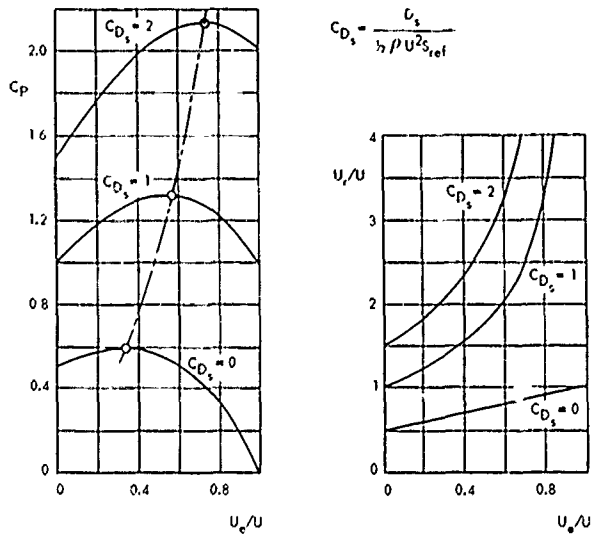 C_Ds = 2
2.0
C_P
1.6
C_Ds = 1
1.2
0.8
C_Ds = 0
0.4
0
0 0.4 0.8
U_e/U
C_Ds = D_s / ½ ρ U²S_ref
4
U_r/U
C_Ds = 2
3
2
C_Ds = 1
1
C_Ds = 0
0
0 0.4 0.8
U_e/U